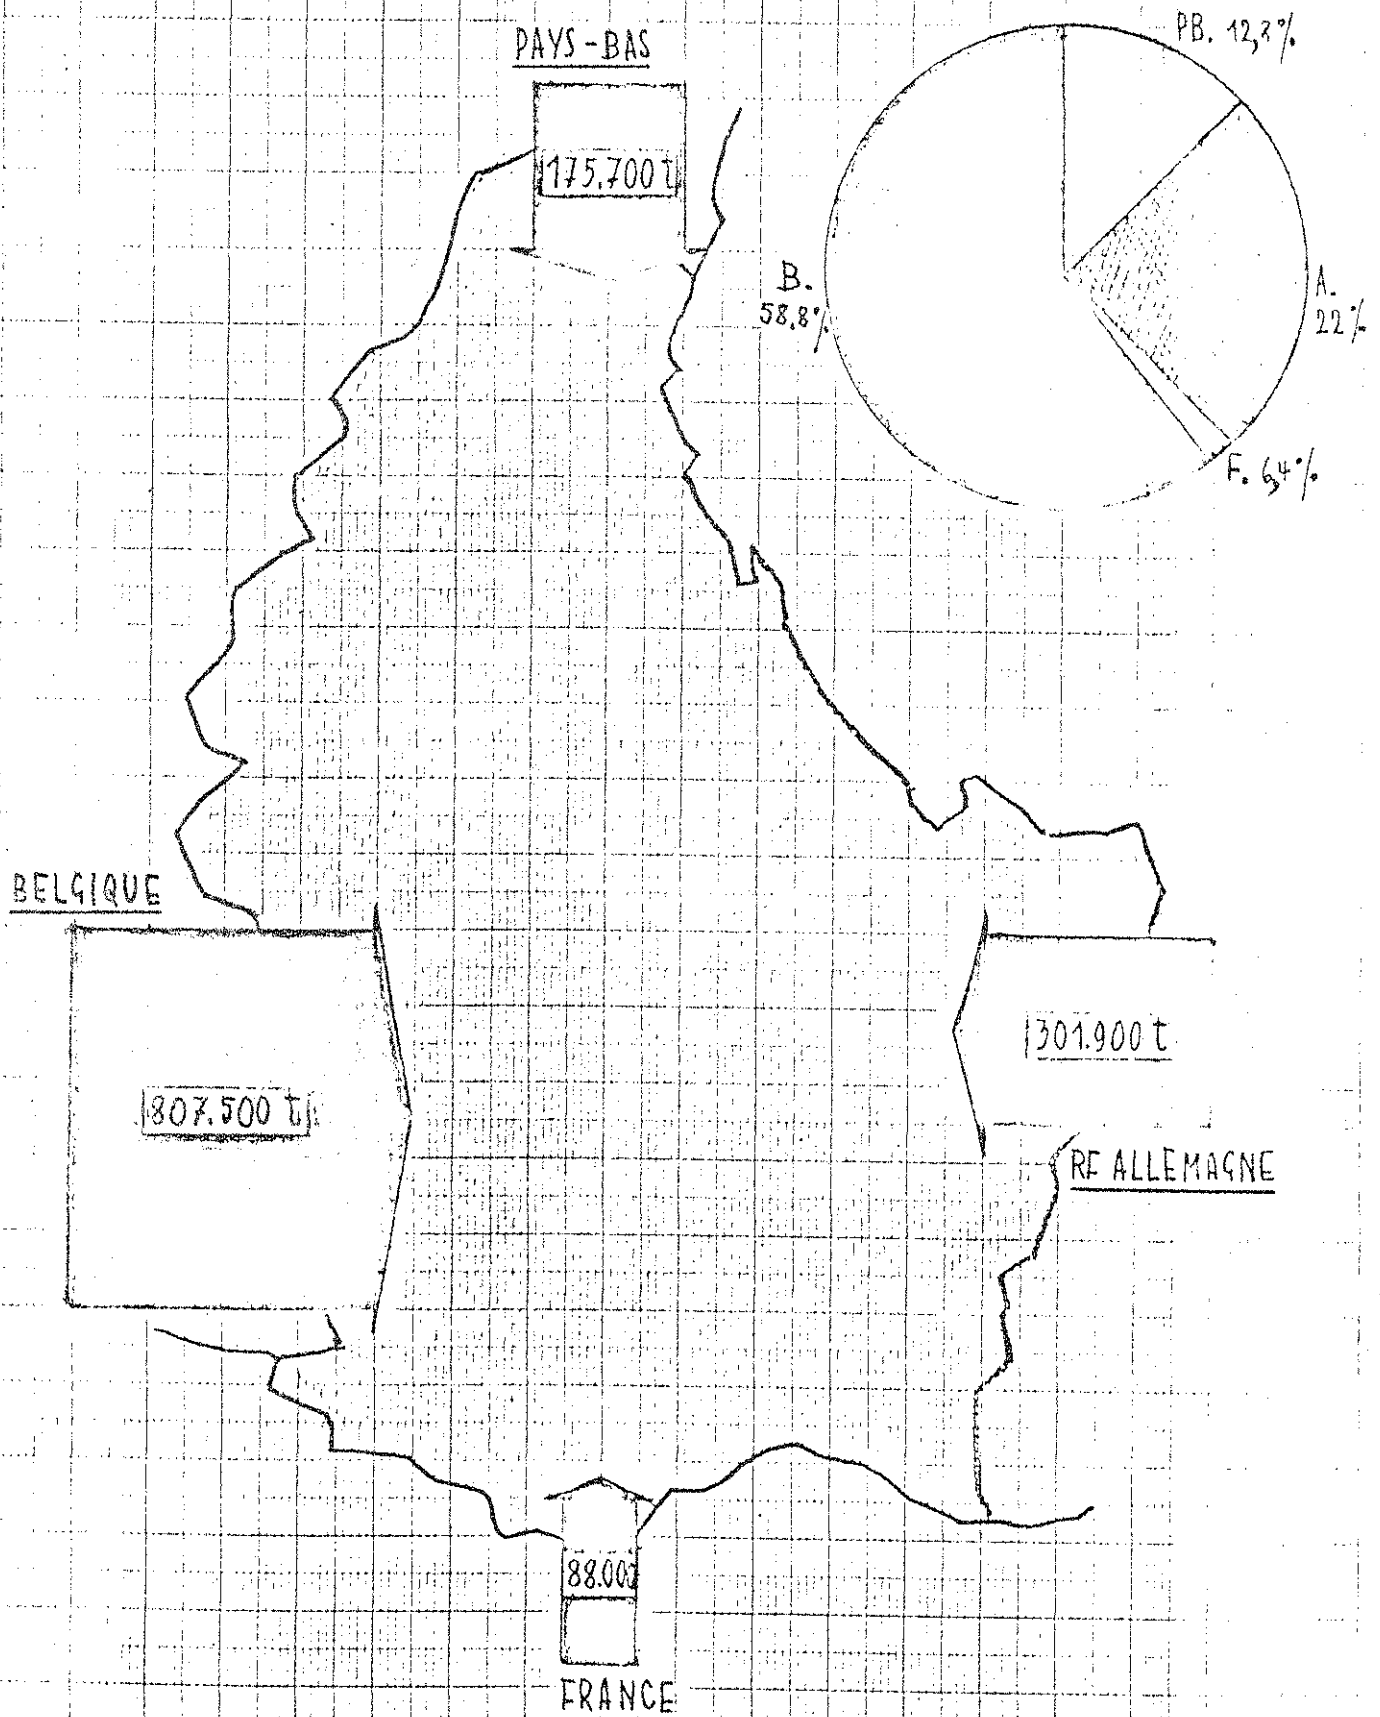 PAYS-BAS
175.700 t
PB. 12,3%
B.
58,8%
A.
22%
F. 6,4%
BELGIQUE
807.500 t
301.900 t
RF ALLEMAGNE
88.000
FRANCE